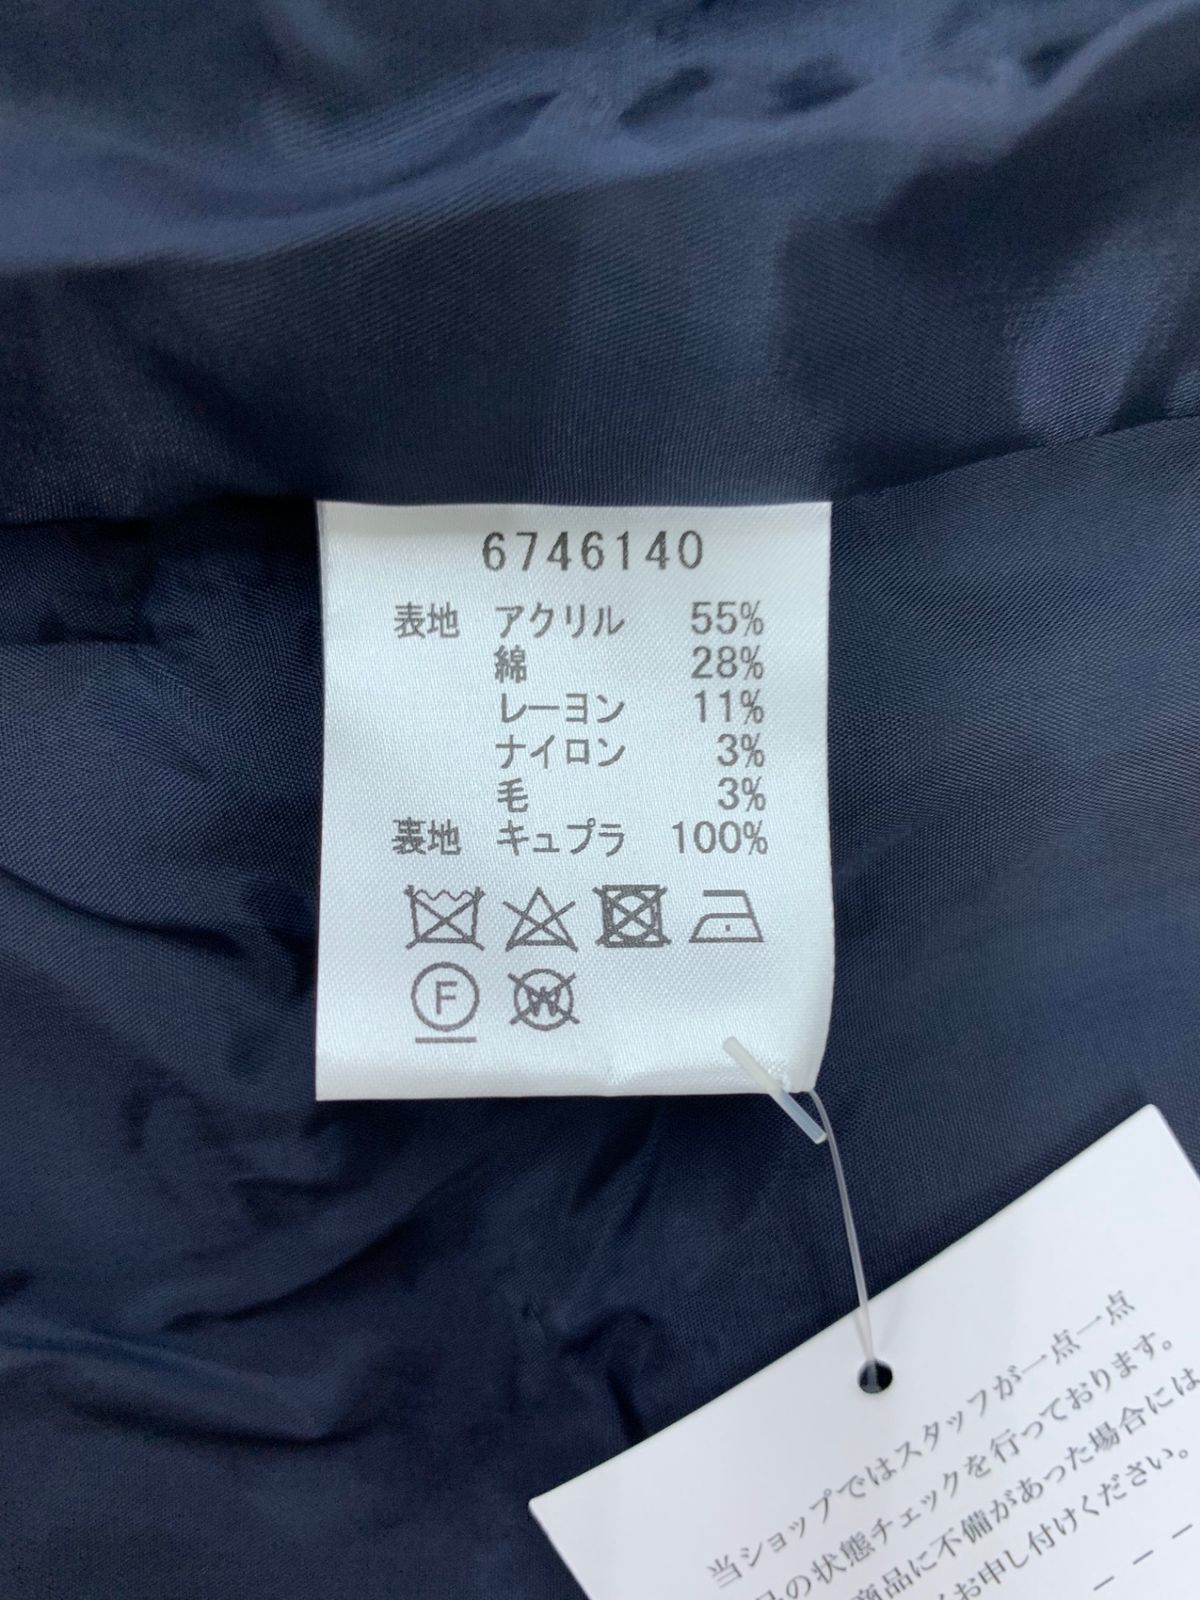 6746140
表地 アクリル 55%
綿 28%
レーヨン 11%
ナイロン 3%
毛 3%
裏地 キュプラ 100%
F W
当ショップではスタッフが一点一点
品の状態チェックを行っております。
商品に不備があった場合には
くお申し付けください。